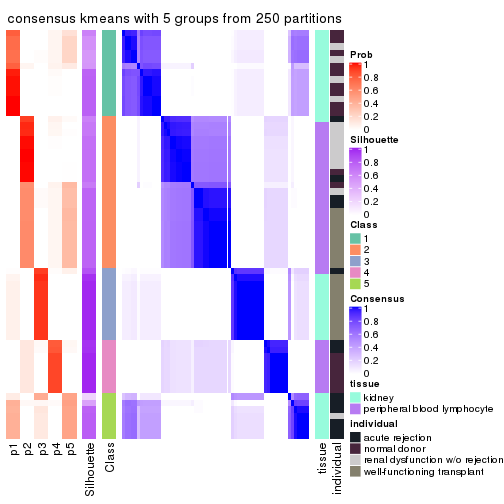 consensus kmeans with 5 groups from 250 partitions
Prob
1
0.8
0.6
0.4
0.2
0
Silhouette
1
0.8
0.6
0.4
0.2
0
Class
1
2
3
4
5
Consensus
1
0.8
0.6
0.4
0.2
0
tissue
kidney
peripheral blood lymphocyte
individual
acute rejection
normal donor
renal dysfunction w/o rejection
well-functioning transplant
p1
p2
p3
p4
p5
Silhouette
Class
tissue
individual